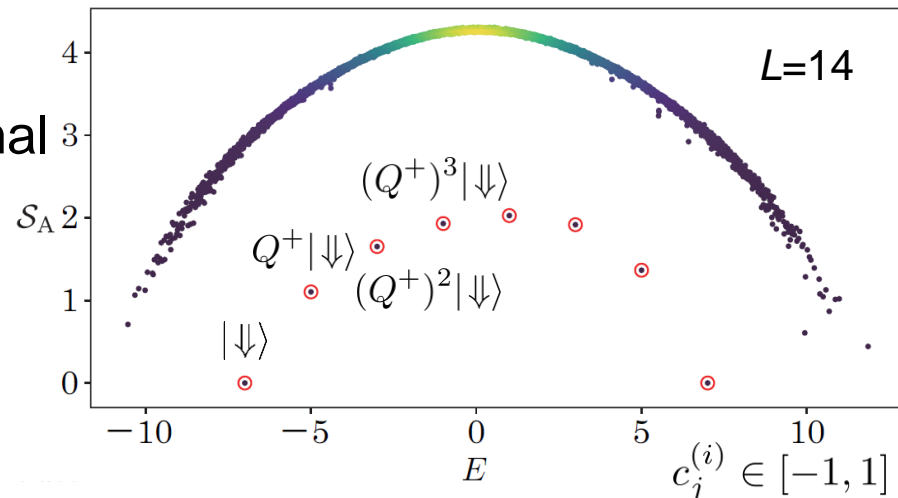 4
L=14
nal
3
(Q⁺)³|⇓⟩
S_A
2
Q⁺|⇓⟩
(Q⁺)²|⇓⟩
1
|⇓⟩
0
−10 −5 0 5 10
E
c_j^{(i)} ∈ [−1, 1]